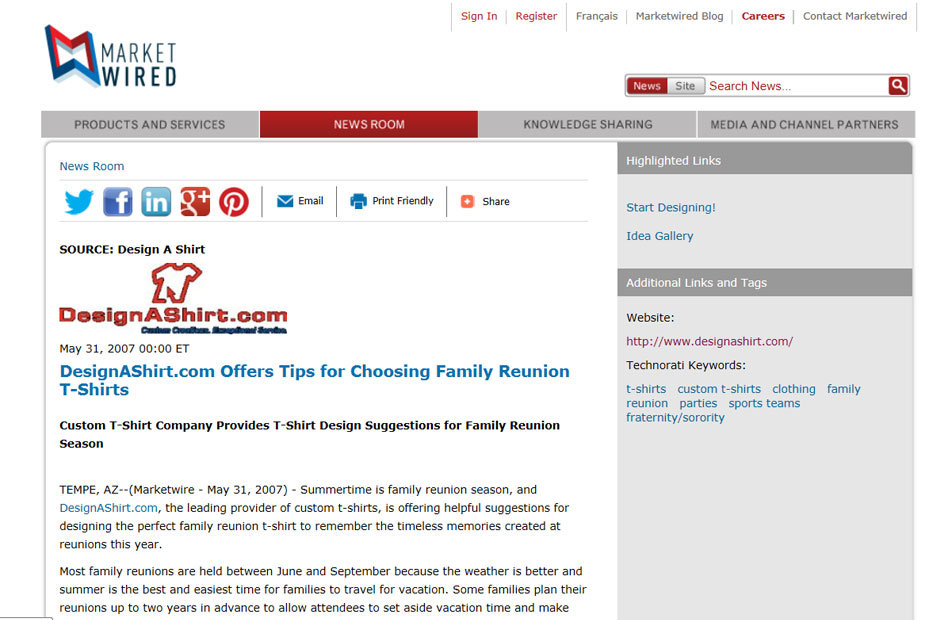 Sign In Register Français Marketwired Blog Careers Contact Marketwired
MARKET
WIRED
News Site Search News...
PRODUCTS AND SERVICES NEWS ROOM KNOWLEDGE SHARING MEDIA AND CHANNEL PARTNERS
News Room
Email Print Friendly Share
SOURCE: Design A Shirt
DesignAShirt.com
Custom Creations. Exceptional Service.
May 31, 2007 00:00 ET
DesignAShirt.com Offers Tips for Choosing Family Reunion
T-Shirts
Custom T-Shirt Company Provides T-Shirt Design Suggestions for Family Reunion
Season
TEMPE, AZ--(Marketwire - May 31, 2007) - Summertime is family reunion season, and
DesignAShirt.com, the leading provider of custom t-shirts, is offering helpful suggestions for
designing the perfect family reunion t-shirt to remember the timeless memories created at
reunions this year.
Most family reunions are held between June and September because the weather is better and
summer is the best and easiest time for families to travel for vacation. Some families plan their
reunions up to two years in advance to allow attendees to set aside vacation time and make
Highlighted Links
Start Designing!
Idea Gallery
Additional Links and Tags
Website:
http://www.designashirt.com/
Technorati Keywords:
t-shirts custom t-shirts clothing family
reunion parties sports teams
fraternity/sorority